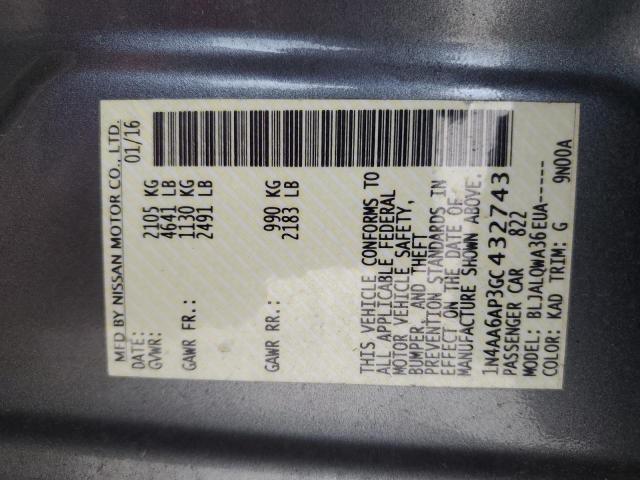 MFD BY NISSAN MOTOR CO., LTD.
DATE: 01/16
GVWR: 2105 KG
4641 LB
GAWR FR.: 1130 KG
2491 LB
GAWR RR.: 990 KG
2183 LB
THIS VEHICLE CONFORMS TO
ALL APPLICABLE FEDERAL
MOTOR VEHICLE SAFETY,
BUMPER, AND THEFT
PREVENTION STANDARDS IN
EFFECT ON THE DATE OF
MANUFACTURE SHOWN ABOVE.
1N4AA6AP3GC432743
PASSENGER CAR 822
MODEL: BLJALQWA36EUA-----
COLOR: KAD TRIM: G 9N00A